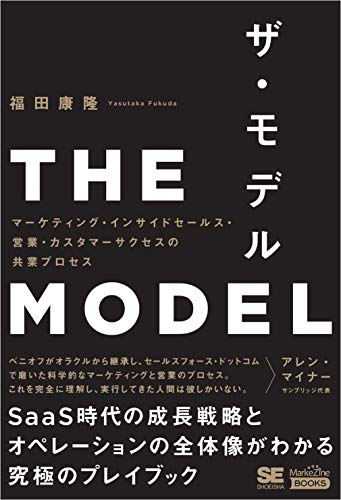 ザ・モデル
福田康隆 Yasutaka Fukuda
THE
マーケティング・インサイドセールス・
営業・カスタマーサクセスの
共業プロセス
MODEL
ベニオフがオラクルから継承し、セールスフォース・ドットコム
で磨いた科学的なマーケティングと営業のプロセス。
これを完全に理解し、実行してきた人間は彼しかいない。
アレン・
マイナー
サンブリッジ代表
SaaS時代の成長戦略と
オペレーションの全体像がわかる
究極のプレイブック
SE
SHOEISHA
MarkeZine
BOOKS